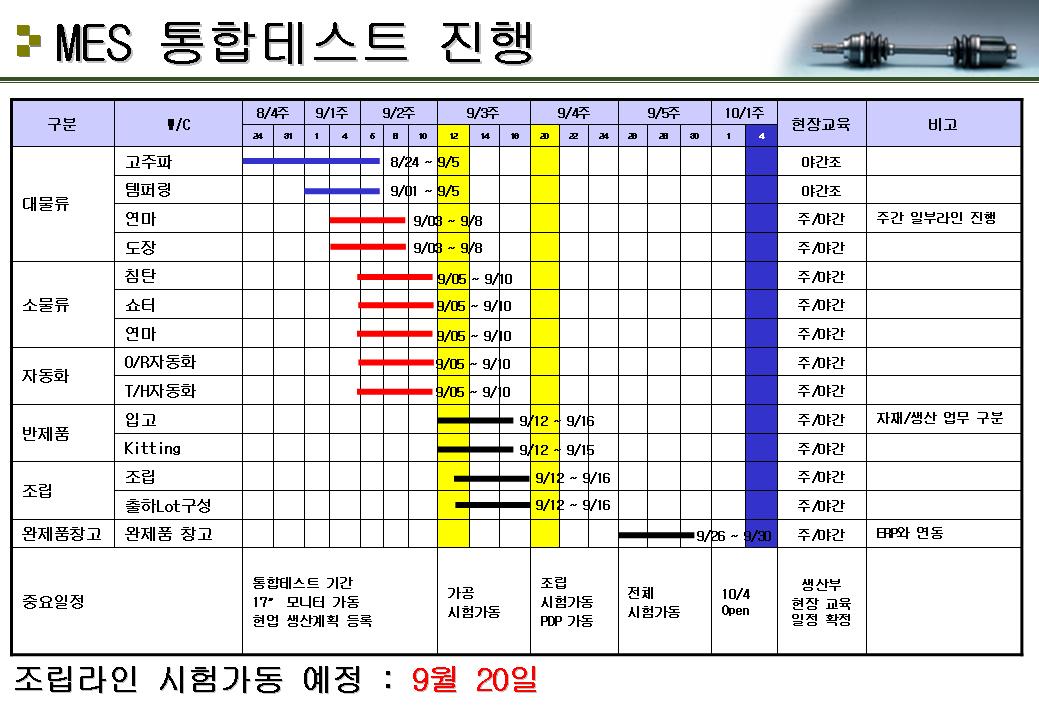 MES 통합테스트 진행
구분 W/C 8/4주 9/1주 9/2주 9/3주 9/4주 9/5주 10/1주 현장교육 비고
24 31 1 4 6 8 10 12 14 16 20 22 24 26 28 30 1 4
대물류 고주파 8/24 ~ 9/5 야간조
템퍼링 9/01 ~ 9/5 야간조
연마 9/03 ~ 9/8 주/야간 주간 일부라인 진행
도장 9/03 ~ 9/8 주/야간
소물류 침탄 9/05 ~ 9/10 주/야간
쇼터 9/05 ~ 9/10 주/야간
연마 9/05 ~ 9/10 주/야간
자동화 O/R자동화 9/05 ~ 9/10 주/야간
T/H자동화 9/05 ~ 9/10 주/야간
반제품 입고 9/12 ~ 9/16 주/야간 자재/생산 업무 구분
Kitting 9/12 ~ 9/15 주/야간
조립 조립 9/12 ~ 9/16 주/야간
출하Lot구성 9/12 ~ 9/16 주/야간
완제품창고 완제품 창고 9/26 ~ 9/30 주/야간 ERP와 연동
중요일정
통합테스트 기간
17" 모니터 가동
현업 생산계획 등록
가공
시험가동
조립
시험가동
PDP 가동
전체
시험가동
10/4
Open
생산부
현장 교육
일정 확정
조립라인 시험가동 예정 : 9월 20일